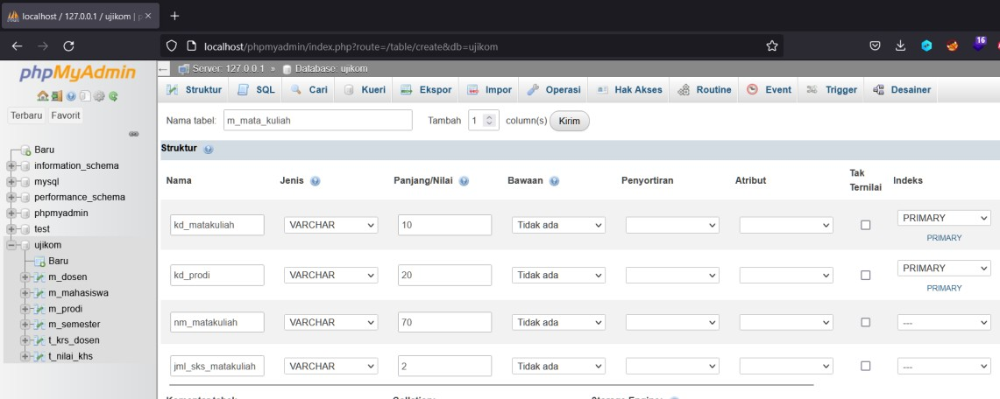 localhost / 127.0.0.1 / ujikom | p
localhost/phpmyadmin/index.php?route=/table/create&db=ujikom
16
phpMyAdmin
Terbaru Favorit
Baru
information_schema
mysql
performance_schema
phpmyadmin
test
ujikom
Baru
m_dosen
m_mahasiswa
m_prodi
m_semester
t_krs_dosen
t_nilai_khs
Server: 127.0.0.1 » Database: ujikom
Struktur SQL Cari Kueri Ekspor Impor Operasi Hak Akses Routine Event Trigger Desainer
Nama tabel: m_mata_kuliah Tambah 1 column(s) Kirim
Struktur
Nama Jenis Panjang/Nilai Bawaan Penyortiran Atribut Tak Ternilai Indeks
kd_matakuliah VARCHAR 10 Tidak ada PRIMARY
PRIMARY
kd_prodi VARCHAR 20 Tidak ada PRIMARY
PRIMARY
nm_matakuliah VARCHAR 70 Tidak ada ---
jml_sks_matakuliah VARCHAR 2 Tidak ada ---